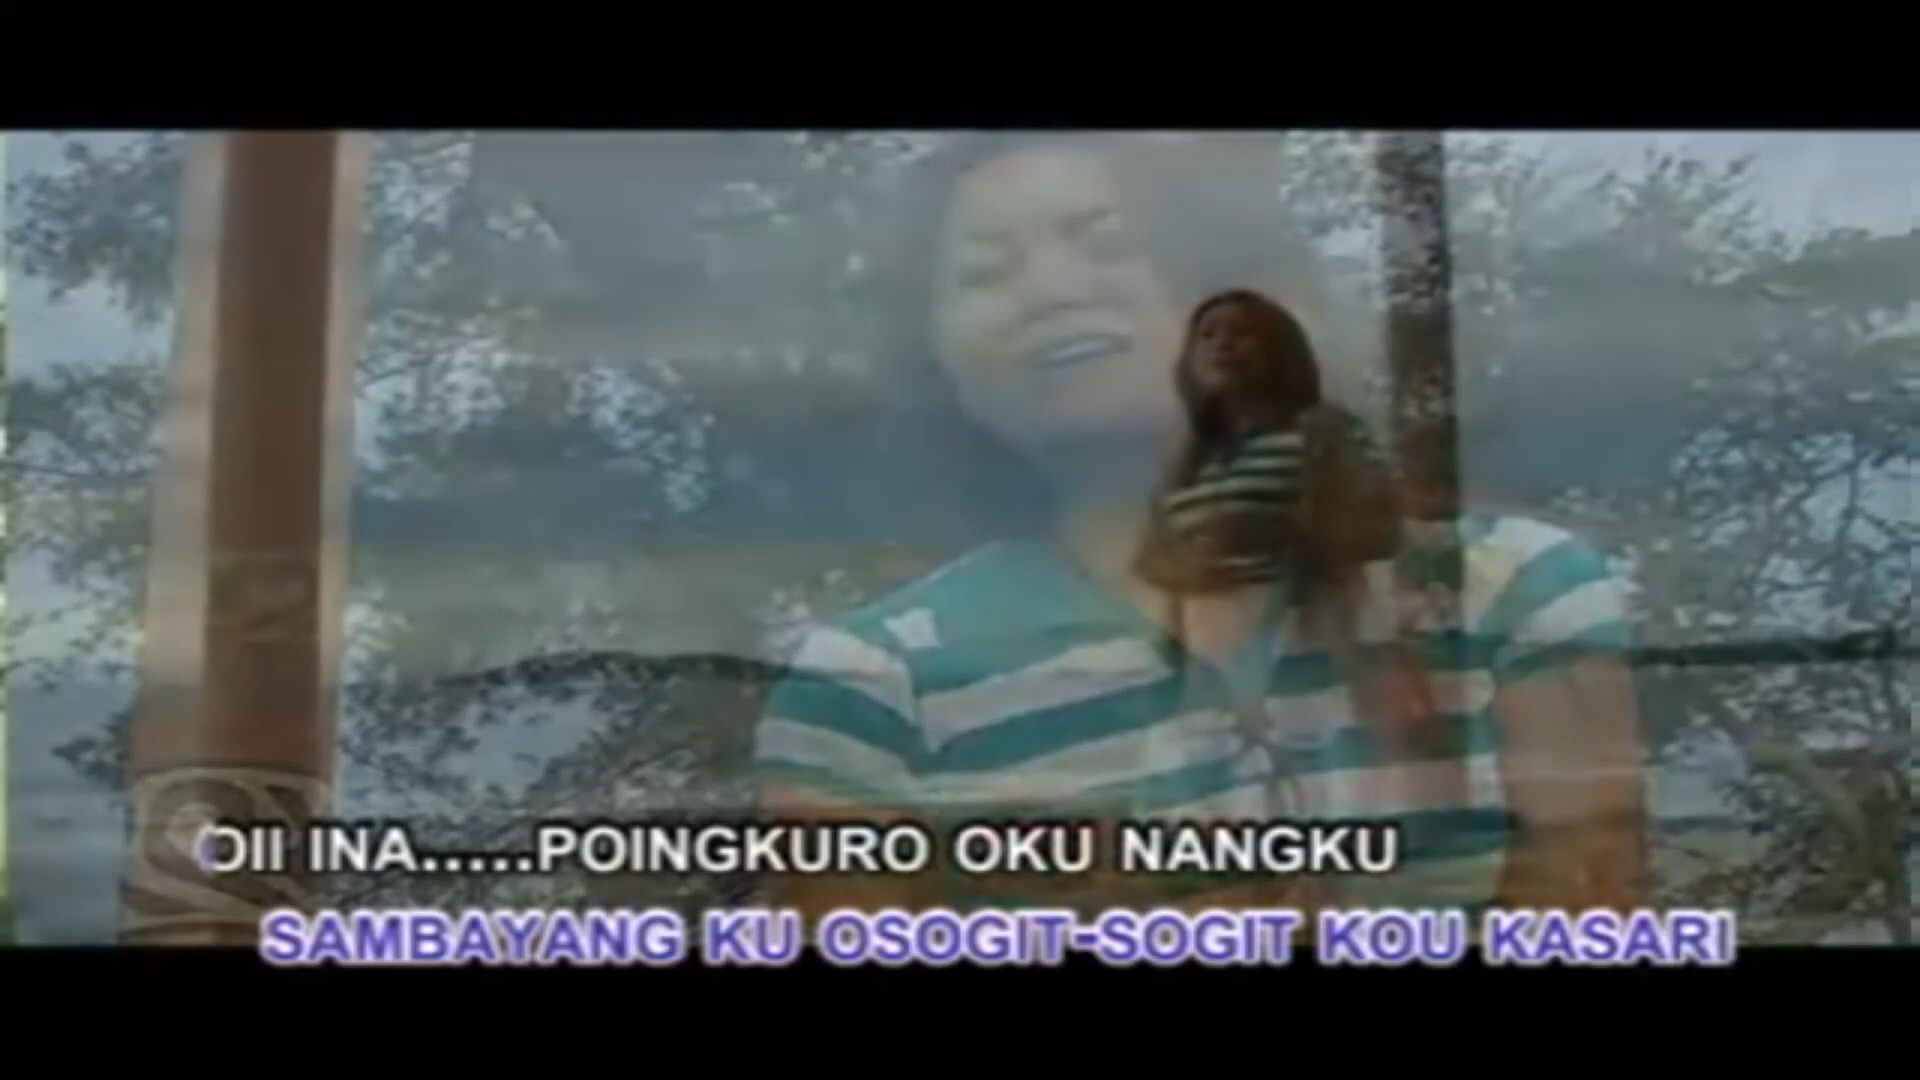 OII INA.....POINGKURO OKU NANGKU
SAMBAYANG KU OSOGIT-SOGIT KOU KASARI